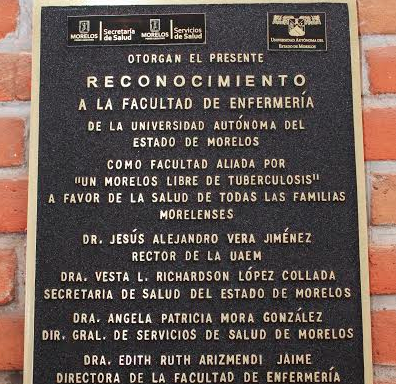 MORELOS Secretaría de Salud MORELOS Servicios de Salud
UNIVERSIDAD AUTÓNOMA DEL
ESTADO DE MORELOS
OTORGAN EL PRESENTE
RECONOCIMIENTO
A LA FACULTAD DE ENFERMERÍA
DE LA UNIVERSIDAD AUTÓNOMA DEL
ESTADO DE MORELOS
COMO FACULTAD ALIADA POR
"UN MORELOS LIBRE DE TUBERCULOSIS"
A FAVOR DE LA SALUD DE TODAS LAS FAMILIAS
MORELENSES
DR. JESÚS ALEJANDRO VERA JIMÉNEZ
RECTOR DE LA UAEM
DRA. VESTA L. RICHARDSON LÓPEZ COLLADA
SECRETARIA DE SALUD DEL ESTADO DE MORELOS
DRA. ANGELA PATRICIA MORA GONZÁLEZ
DIR. GRAL. DE SERVICIOS DE SALUD DE MORELOS
DRA. EDITH RUTH ARIZMENDI JAIME
DIRECTORA DE LA FACULTAD DE ENFERMERÍA